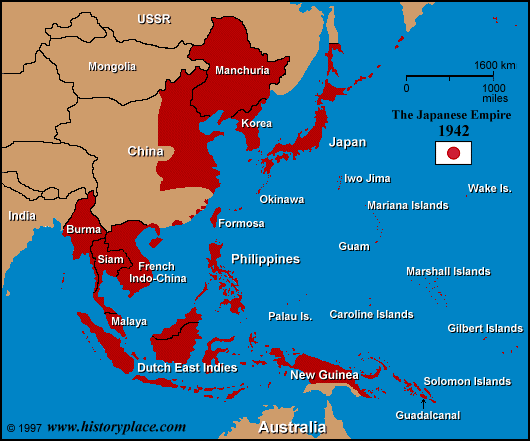 USSR
Mongolia
Manchuria
1600 km
0
1000
miles
The Japanese Empire
1942
Korea
Japan
China
Okinawa
Iwo Jima
Wake Is.
Mariana Islands
India
Burma
Formosa
Guam
Siam
French
Indo-China
Philippines
Marshall Islands
Malaya
Palau Is.
Caroline Islands
Gilbert Islands
Dutch East Indies
New Guinea
Solomon Islands
Guadalcanal
© 1997 www.historyplace.com
Australia